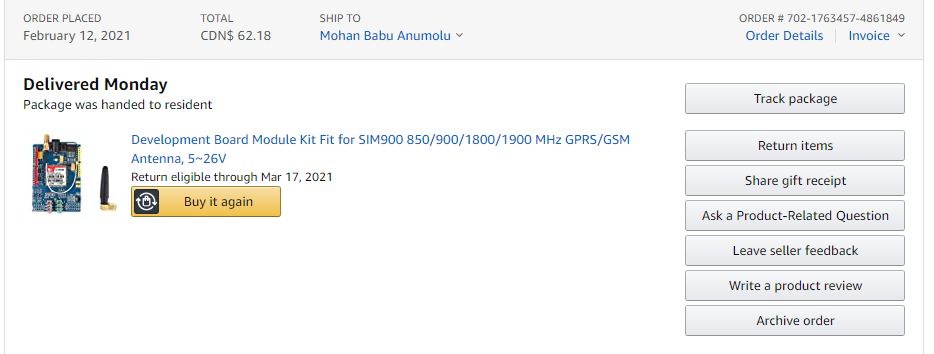 ORDER PLACED
February 12, 2021
TOTAL
CDN$ 62.18
SHIP TO
Mohan Babu Anumolu
ORDER # 702-1763457-4861849
Order Details
Invoice
Delivered Monday
Package was handed to resident
Development Board Module Kit Fit for SIM900 850/900/1800/1900 MHz GPRS/GSM
Antenna, 5~26V
Return eligible through Mar 17, 2021
Buy it again
Track package
Return items
Share gift receipt
Ask a Product-Related Question
Leave seller feedback
Write a product review
Archive order